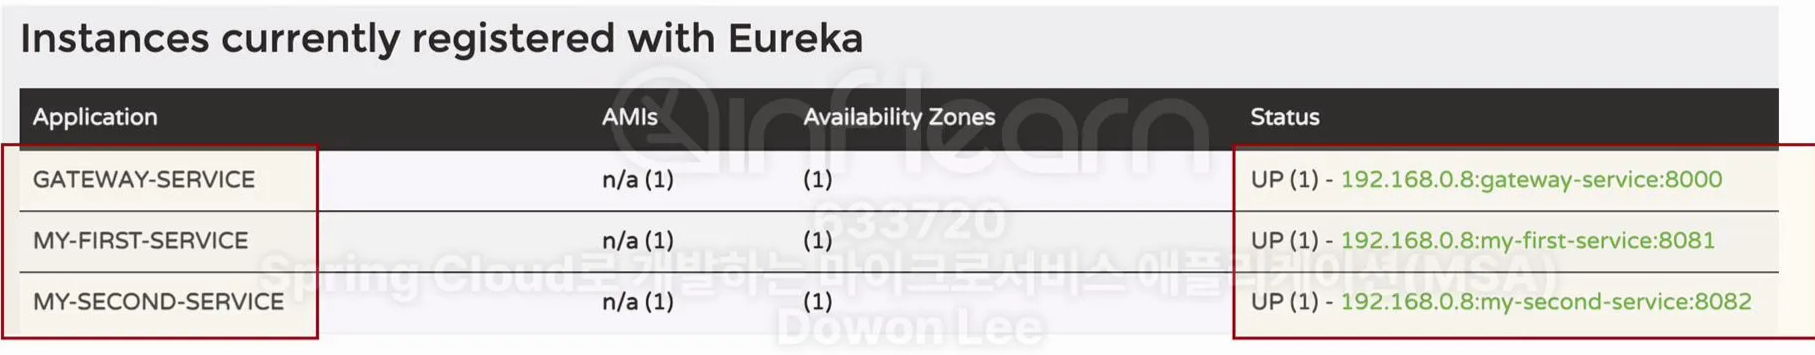 Instances currently registered with Eureka
inflearn
Application AMIs Availability Zones Status
GATEWAY-SERVICE n/a (1) (1) UP (1) - 192.168.0.8:gateway-service:8000
633720
MY-FIRST-SERVICE n/a (1) (1) UP (1) - 192.168.0.8:my-first-service:8081
Spring Cloud로 개발하는 마이크로서비스 애플리케이션(MSA)
MY-SECOND-SERVICE n/a (1) (1) UP (1) - 192.168.0.8:my-second-service:8082
Dowon Lee